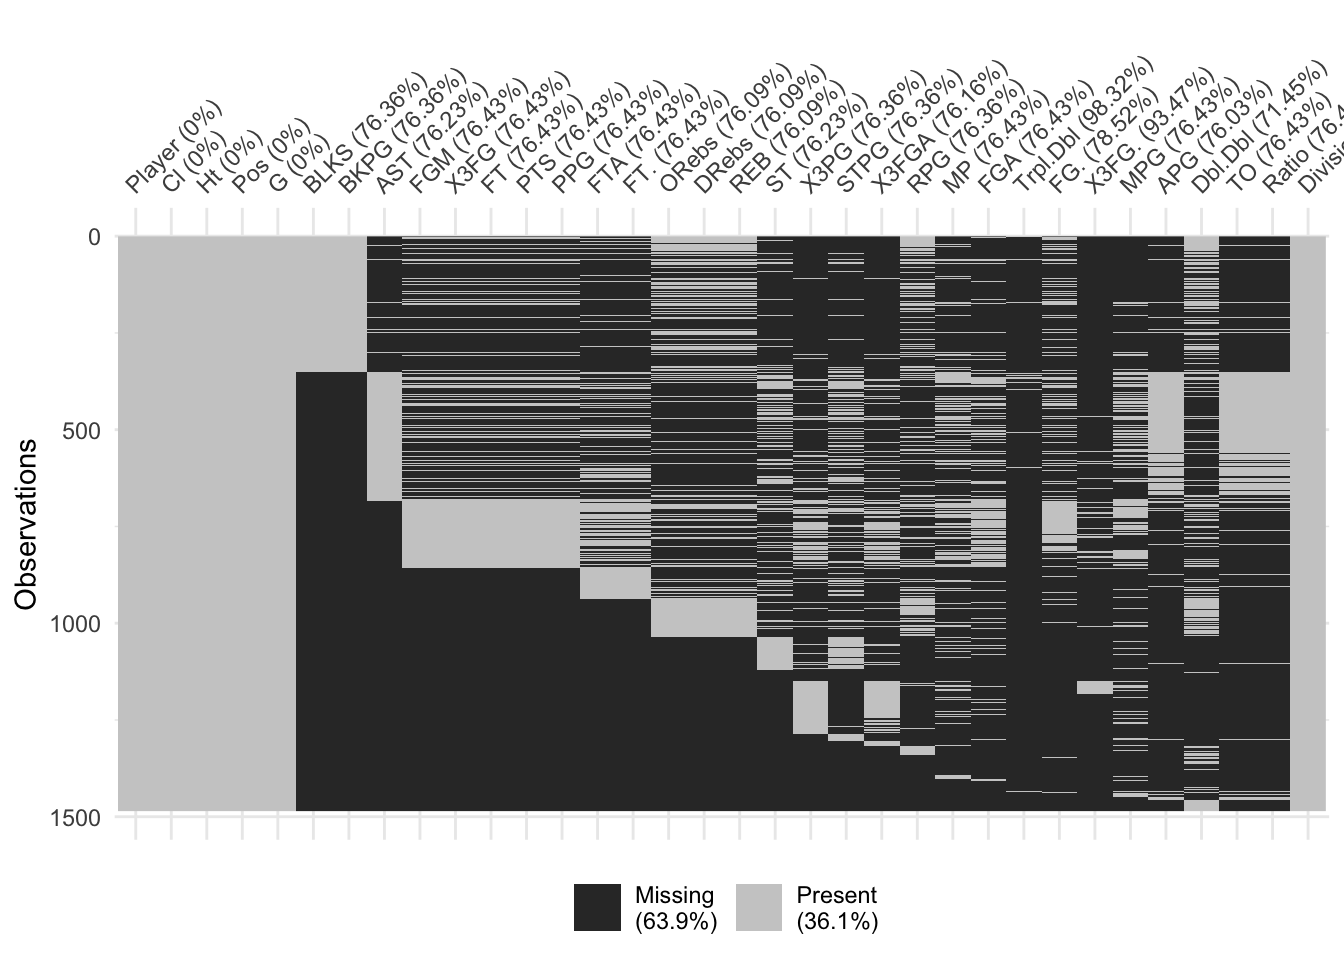 Player (0%)
Cl (0%)
Ht (0%)
Pos (0%)
G (0%)
BLKS (76.36%)
BKPG (76.36%)
AST (76.23%)
FGM (76.43%)
X3FG (76.43%)
FT (76.43%)
PTS (76.43%)
PPG (76.43%)
FTA (76.43%)
FT. (76.43%)
ORebs (76.09%)
DRebs (76.09%)
REB (76.09%)
ST (76.23%)
X3PG (76.36%)
STPG (76.36%)
X3FGA (76.16%)
RPG (76.36%)
MP (76.43%)
FGA (76.43%)
Trpl.Dbl (98.32%)
FG. (78.52%)
X3FG. (93.47%)
MPG (76.43%)
APG (76.03%)
Dbl.Dbl (71.45%)
TO (76.43%)
Ratio (76.4
Divisio
0
500
1000
1500
Observations
Missing
(63.9%)
Present
(36.1%)